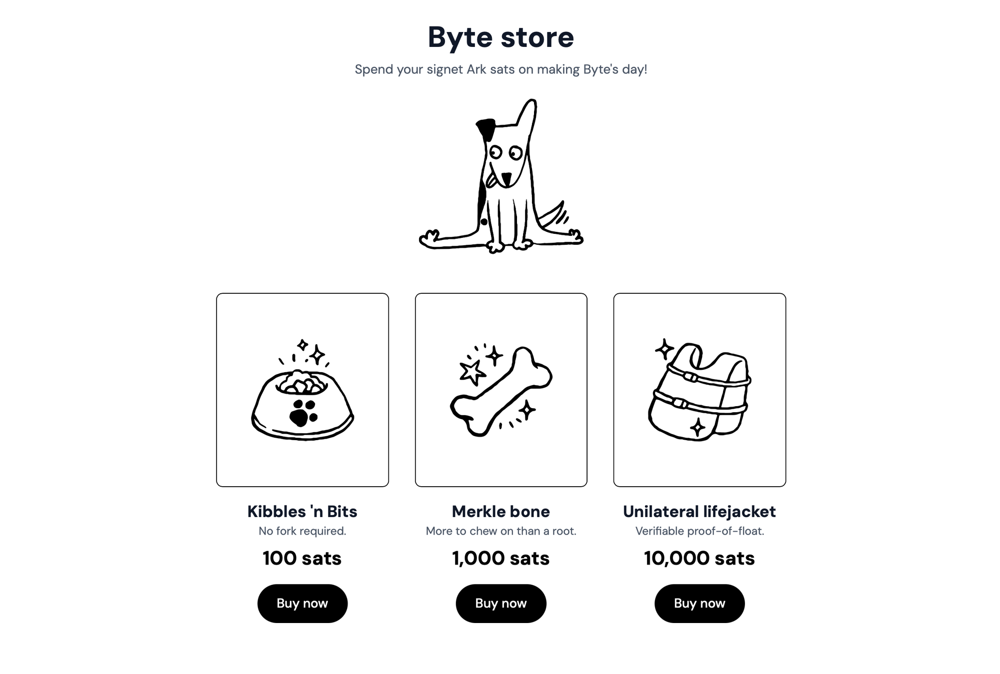 Byte store
Spend your signet Ark sats on making Byte's day!
Kibbles 'n Bits
No fork required.
100 sats
Buy now
Merkle bone
More to chew on than a root.
1,000 sats
Buy now
Unilateral lifejacket
Verifiable proof-of-float.
10,000 sats
Buy now